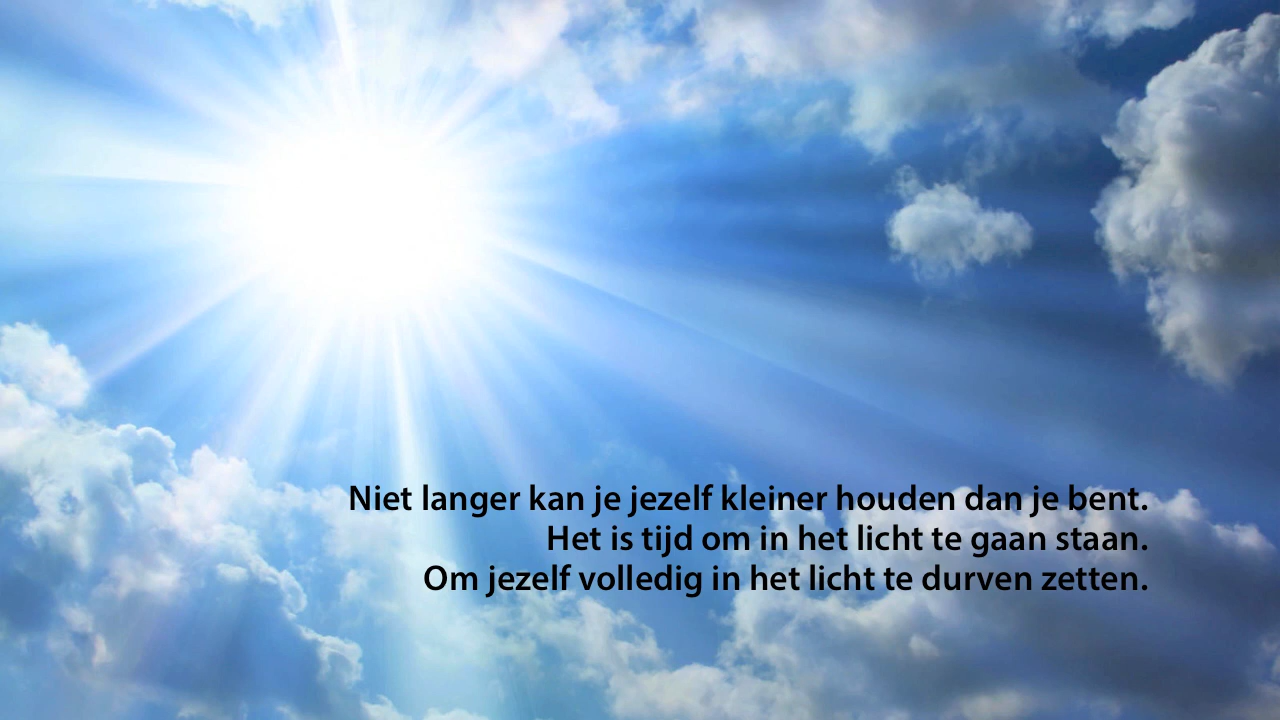 Niet langer kan je jezelf kleiner houden dan je bent.
Het is tijd om in het licht te gaan staan.
Om jezelf volledig in het licht te durven zetten.